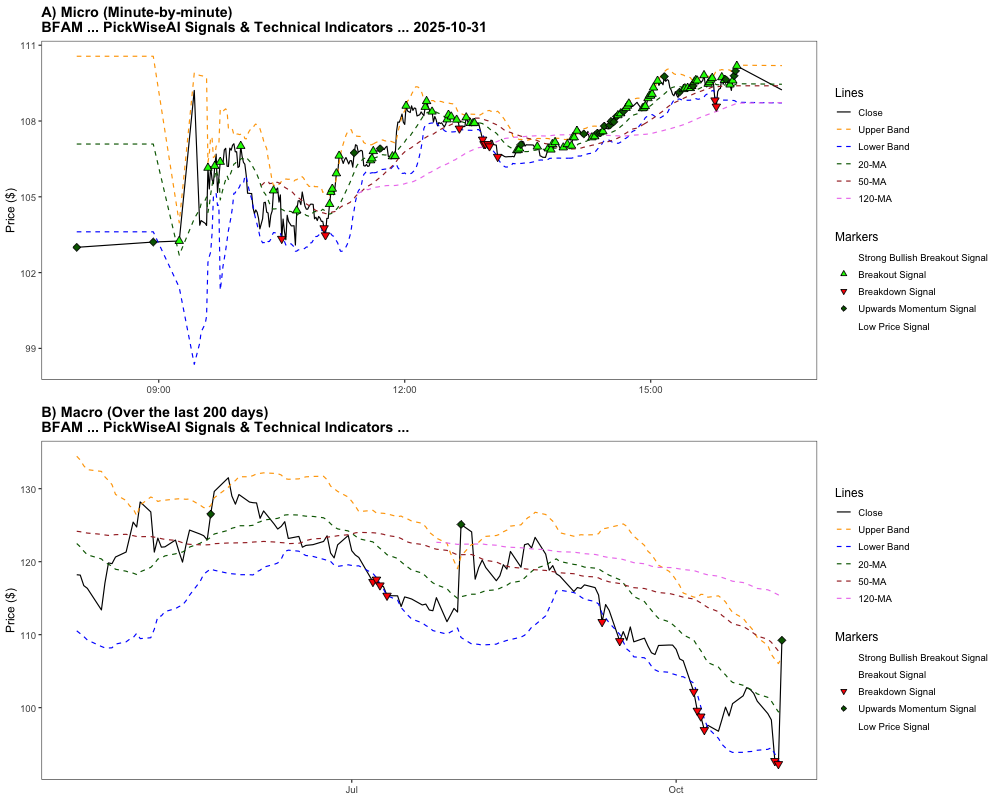 A) Micro (Minute-by-minute)
BFAM ... PickWiseAI Signals & Technical Indicators ... 2025-10-31
111
108
105
102
99
Price ($)
09:00
12:00
15:00
Lines
Close
Upper Band
Lower Band
20-MA
50-MA
120-MA
Markers
Strong Bullish Breakout Signal
Breakout Signal
Breakdown Signal
Upwards Momentum Signal
Low Price Signal
B) Macro (Over the last 200 days)
BFAM ... PickWiseAI Signals & Technical Indicators ...
130
120
110
100
Price ($)
Jul
Oct
Lines
Close
Upper Band
Lower Band
20-MA
50-MA
120-MA
Markers
Strong Bullish Breakout Signal
Breakout Signal
Breakdown Signal
Upwards Momentum Signal
Low Price Signal